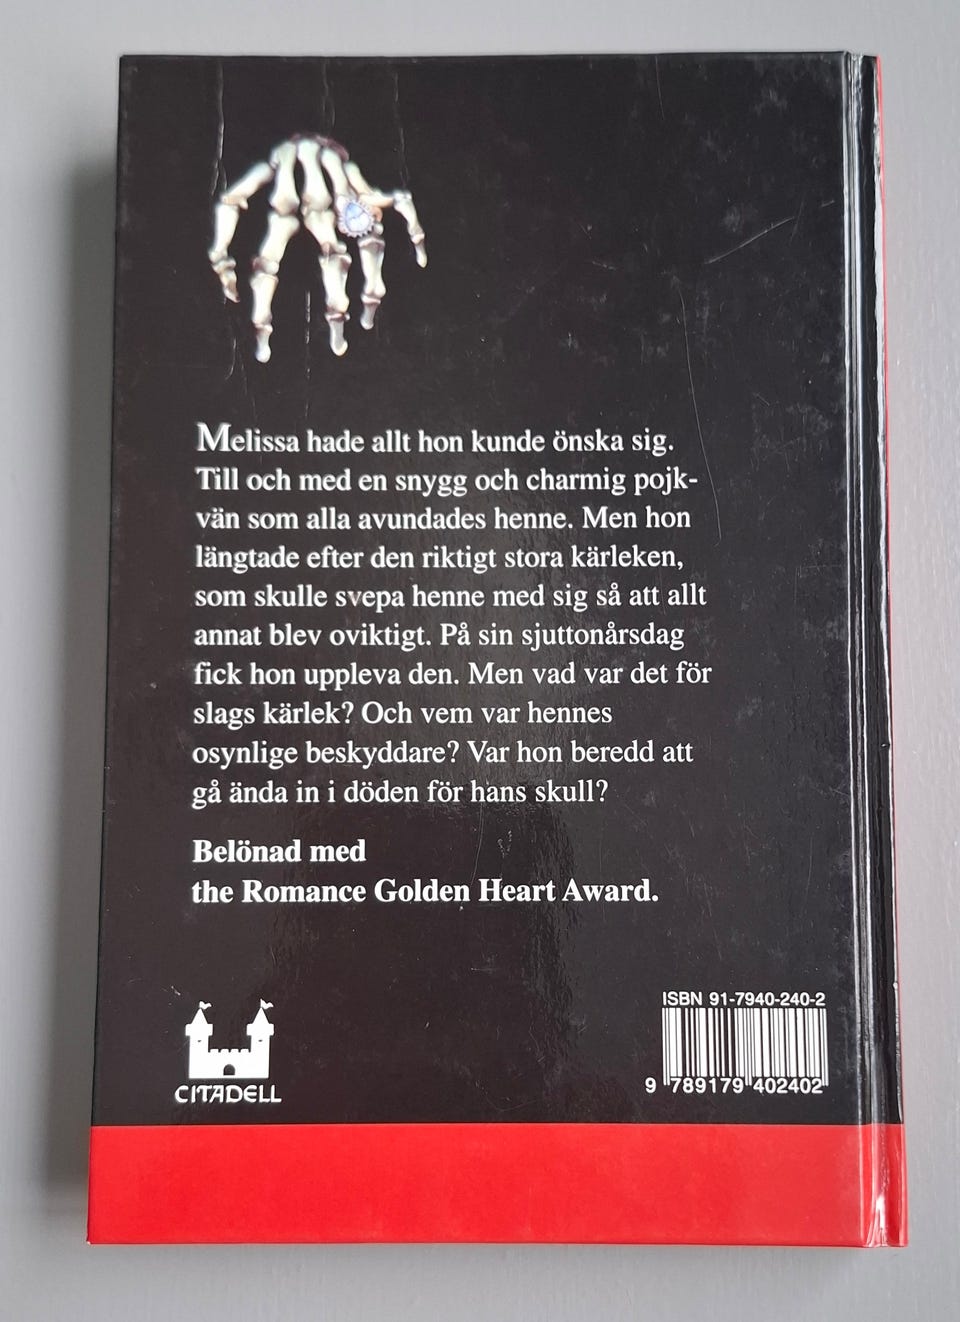 Melissa hade allt hon kunde önska sig.
Till och med en snygg och charmig pojk-
vän som alla avundades henne. Men hon
längtade efter den riktigt stora kärleken,
som skulle svepa henne med sig så att allt
annat blev oviktigt. På sin sjuttonårsdag
fick hon uppleva den. Men vad var det för
slags kärlek? Och vem var hennes
osynlige beskyddare? Var hon beredd att
gå ända in i döden för hans skull?
Belönad med
the Romance Golden Heart Award.
CITADELL
ISBN 91-7940-240-2
9 789179 402402